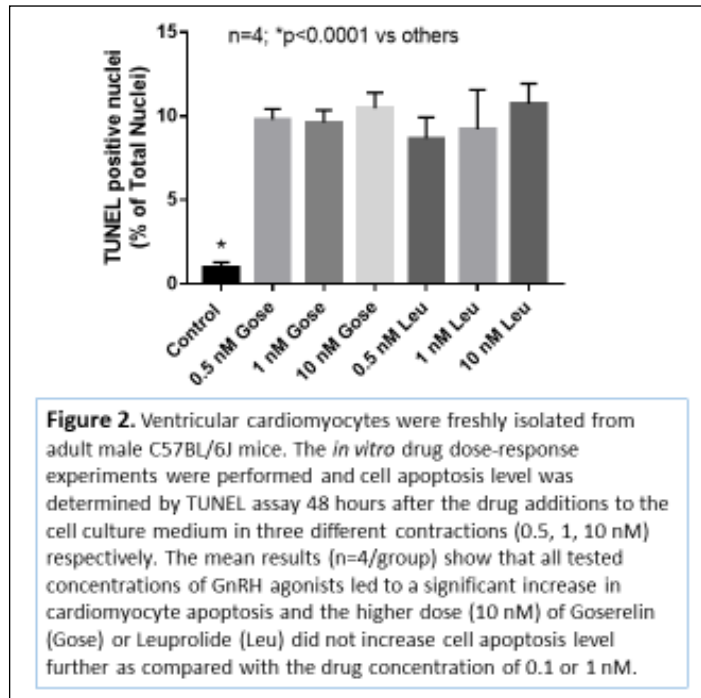 n=4; *p<0.0001 vs others
TUNEL positive nuclei
(% of Total Nuclei)
15
10
5
0
*
Control
0.5 nM Gose
1 nM Gose
10 nM Gose
0.5 nM Leu
1 nM Leu
10 nM Leu
Figure 2. Ventricular cardiomyocytes were freshly isolated from
adult male C57BL/6J mice. The in vitro drug dose-response
experiments were performed and cell apoptosis level was
determined by TUNEL assay 48 hours after the drug additions to the
cell culture medium in three different contractions (0.5, 1, 10 nM)
respectively. The mean results (n=4/group) show that all tested
concentrations of GnRH agonists led to a significant increase in
cardiomyocyte apoptosis and the higher dose (10 nM) of Goserelin
(Gose) or Leuprolide (Leu) did not increase cell apoptosis level
further as compared with the drug concentration of 0.1 or 1 nM.